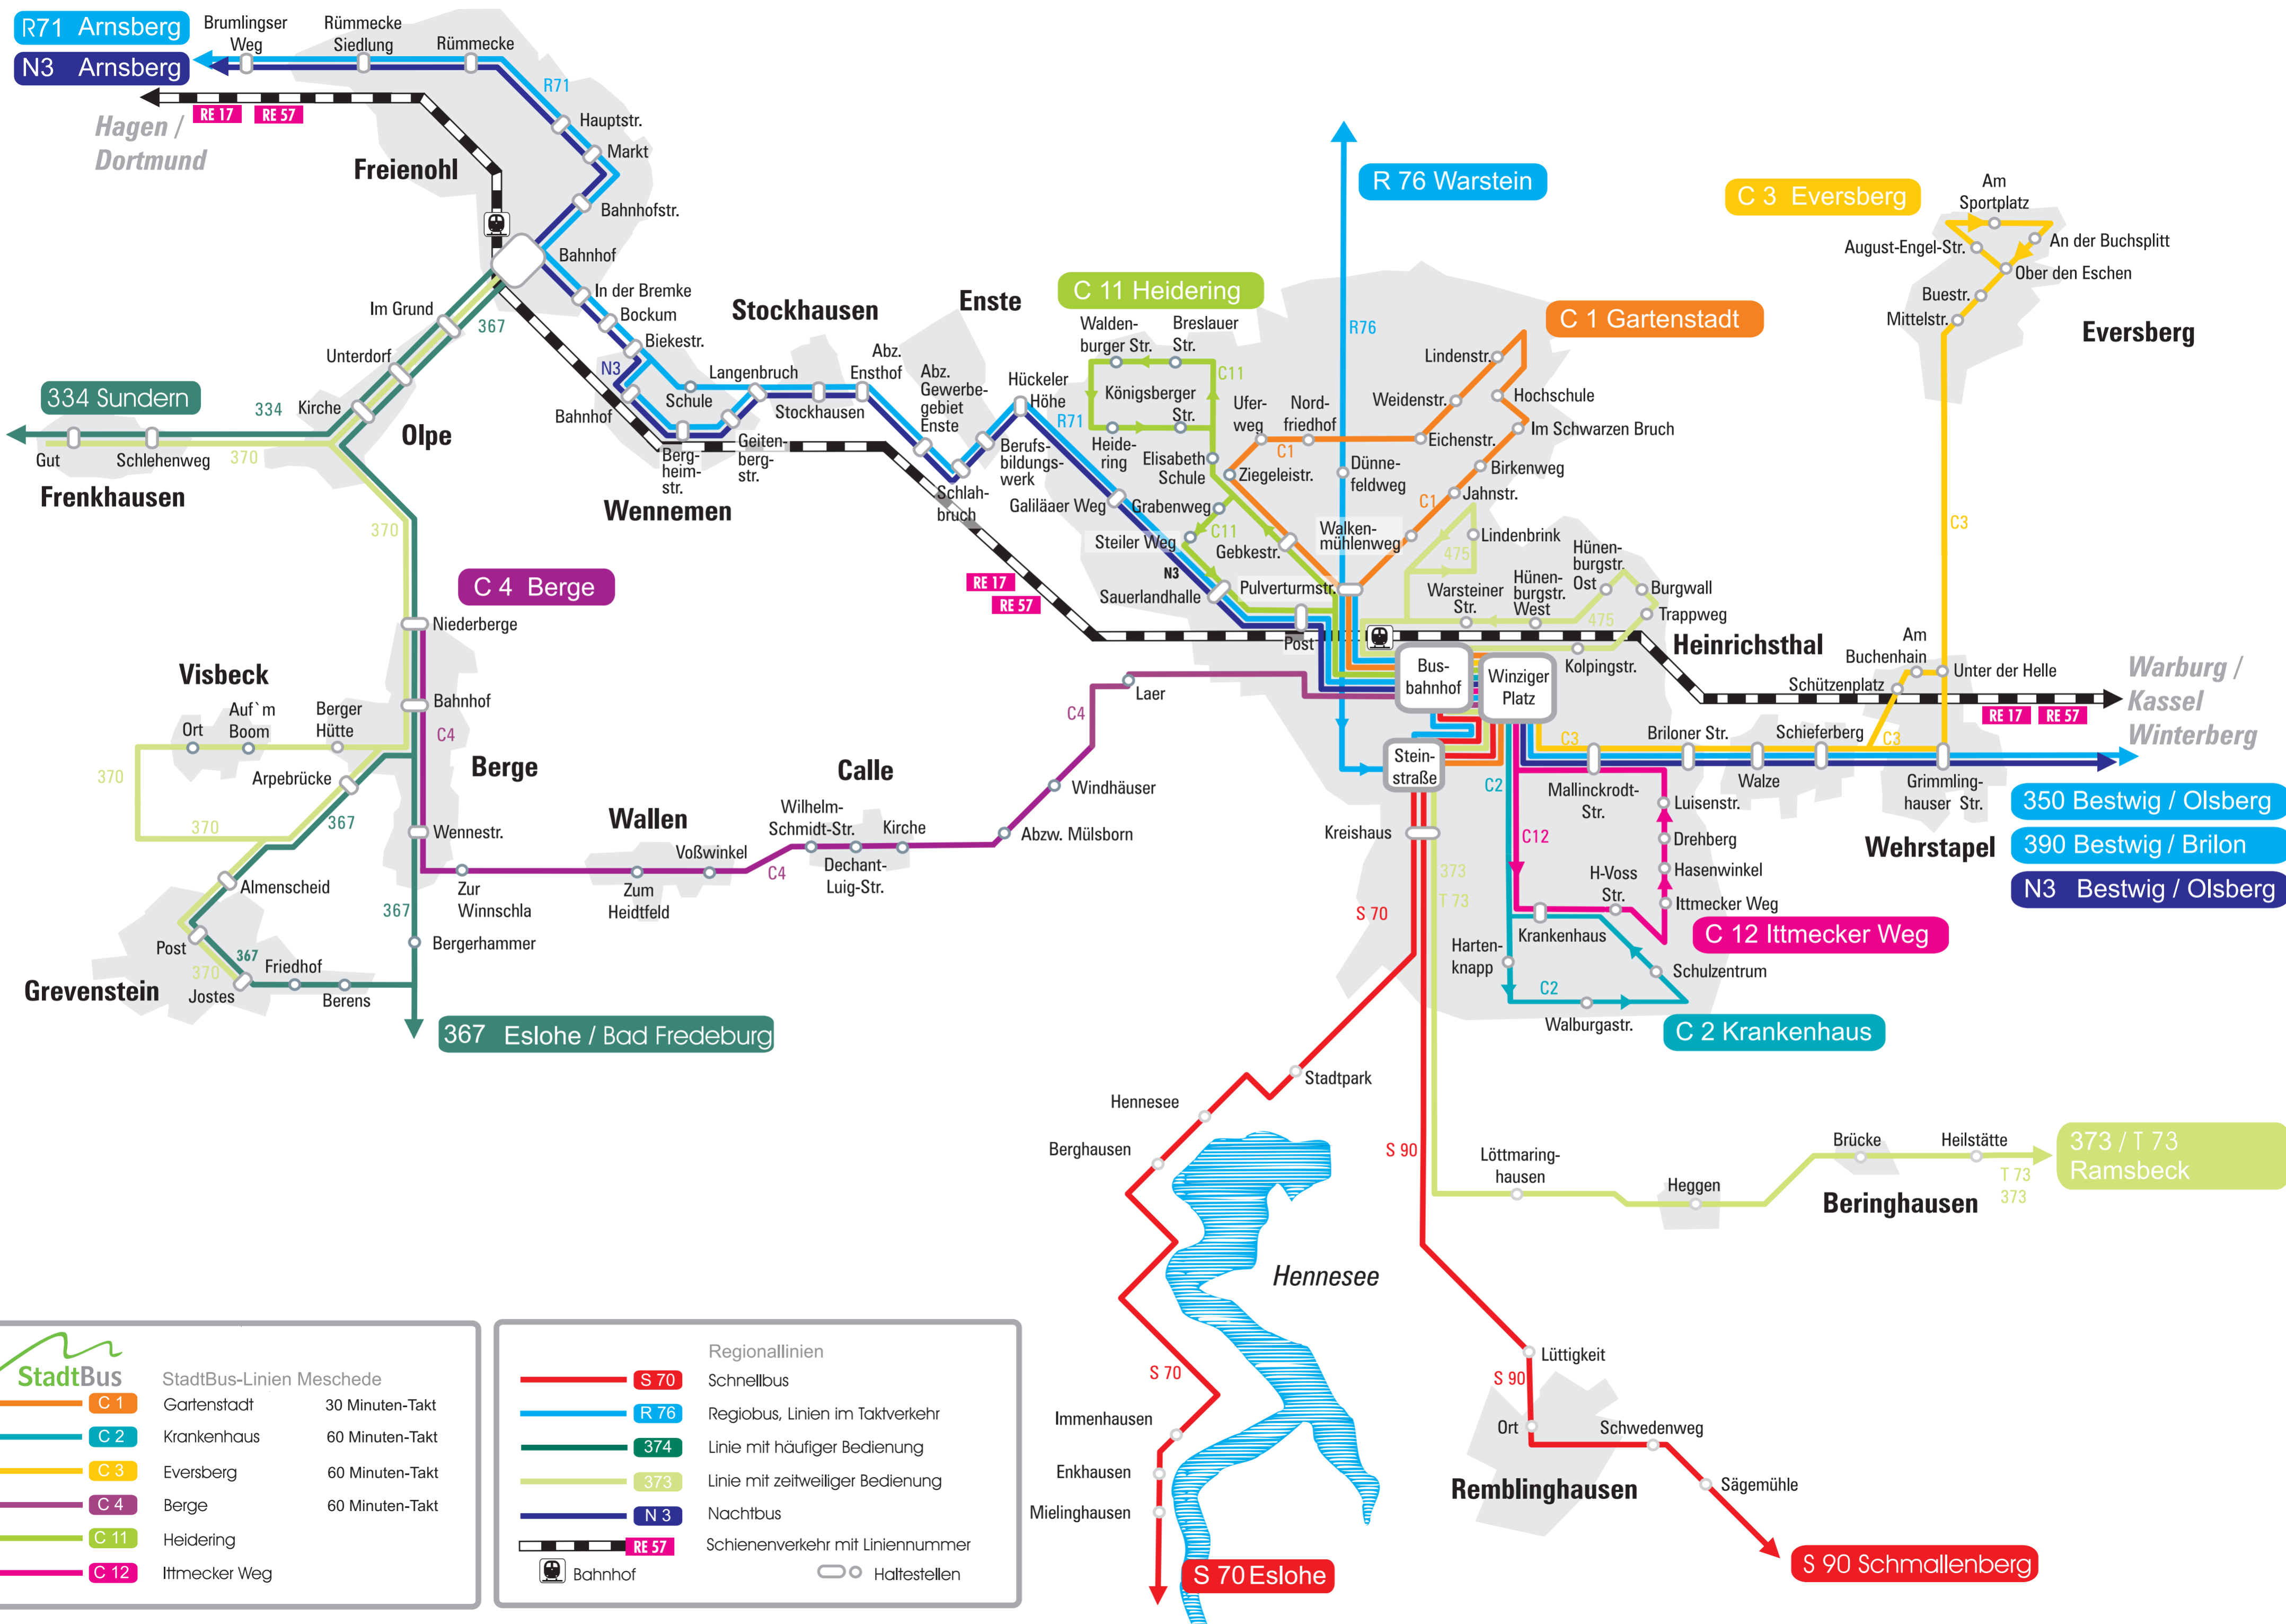 R71 Arnsberg
N3 Arnsberg
Brumlingser
Weg
Rümmecke
Siedlung
Rümmecke
R71
RE 17
RE 57
Hagen /
Dortmund
Freienohl
Hauptstr.
Markt
Bahnhofstr.
Bahnhof
In der Bremke
Bockum
Biekestr.
N3
Bahnhof
Im Grund
367
Unterdorf
Kirche
334
334 Sundern
Olpe
Gut
Schlehenweg
370
Frenkhausen
370
Schule
Langenbruch
Stockhausen
Stockhausen
Abz.
Ensthof
Berg-
heim-
str.
Geiten-
berg-
str.
Wennemen
Enste
Abz.
Gewerbe-
gebiet
Enste
Schlah-
bruch
Hückeler
Höhe
Berufs-
bildungs-
werk
R71
Galiläaer Weg
C 11 Heidering
Walden-
burger Str.
Breslauer
Str.
C11
Königsberger
Str.
Heide-
ring
Elisabeth
Schule
Grabenweg
C11
Steiler Weg
N3
Sauerlandhalle
RE 17
RE 57
Gebkestr.
Pulverturmstr.
Post
R 76 Warstein
R76
Ufer-
weg
Nord-
friedhof
C1
Ziegeleistr.
Dünne-
feldweg
Walken-
mühlenweg
C 1 Gartenstadt
Lindenstr.
Weidenstr.
Hochschule
Eichenstr.
Im Schwarzen Bruch
Birkenweg
Jahnstr.
C1
Lindenbrink
475
Warsteiner
Str.
Hünen-
burgstr.
West
Hünen-
burgstr.
Ost
Burgwall
475
Trappweg
Kolpingstr.
Heinrichsthal
C 3 Eversberg
Am
Sportplatz
August-Engel-Str.
An der Buchsplitt
Ober den Eschen
Buestr.
Mittelstr.
Eversberg
C3
Am
Buchenhain
Unter der Helle
Schützenplatz
Warburg /
Kassel
Winterberg
RE 17
RE 57
Bus-
bahnhof
Winziger
Platz
Stein-
straße
C3
Briloner Str.
Schieferberg
C3
Mallinckrodt-
Str.
Walze
Grimmling-
hauser Str.
Wehrstapel
350 Bestwig / Olsberg
390 Bestwig / Brilon
N3 Bestwig / Olsberg
C2
C12
Luisenstr.
Drehberg
Hasenwinkel
H-Voss
Str.
Ittmecker Weg
C 12 Ittmecker Weg
Krankenhaus
Harten-
knapp
Schulzentrum
C2
Walburgastr.
C 2 Krankenhaus
Kreishaus
373
T 73
S 70
C 4 Berge
Niederberge
Bahnhof
C4
Berge
Wennestr.
Visbeck
Ort
Auf`m
Boom
Berger
Hütte
370
Arpebrücke
370
367
Almenscheid
Post
367
370
Friedhof
Jostes
Berens
Grevenstein
367
Bergerhammer
367 Eslohe / Bad Fredeburg
Zur
Winnschla
Wallen
Voßwinkel
Zum
Heidtfeld
C4
Calle
Wilhelm-
Schmidt-Str.
Kirche
Dechant-
Luig-Str.
Abzw. Mülsborn
Windhäuser
C4
Laer
Stadtpark
Hennesee
Berghausen
S 90
Hennesee
Löttmaring-
hausen
Heggen
Brücke
Heilstätte
T 73
373
Beringhausen
373 / T 73
Ramsbeck
S 70
Immenhausen
Enkhausen
Mielinghausen
S 70 Eslohe
Lüttigkeit
S 90
Ort
Schwedenweg
Sägemühle
Remblinghausen
S 90 Schmallenberg
StadtBus
StadtBus-Linien Meschede
C 1 Gartenstadt 30 Minuten-Takt
C 2 Krankenhaus 60 Minuten-Takt
C 3 Eversberg 60 Minuten-Takt
C 4 Berge 60 Minuten-Takt
C 11 Heidering
C 12 Ittmecker Weg
Regionallinien
S 70 Schnellbus
R 76 Regiobus, Linien im Taktverkehr
374 Linie mit häufiger Bedienung
373 Linie mit zeitweiliger Bedienung
N 3 Nachtbus
RE 57 Schienenverkehr mit Liniennummer
Bahnhof
Haltestellen